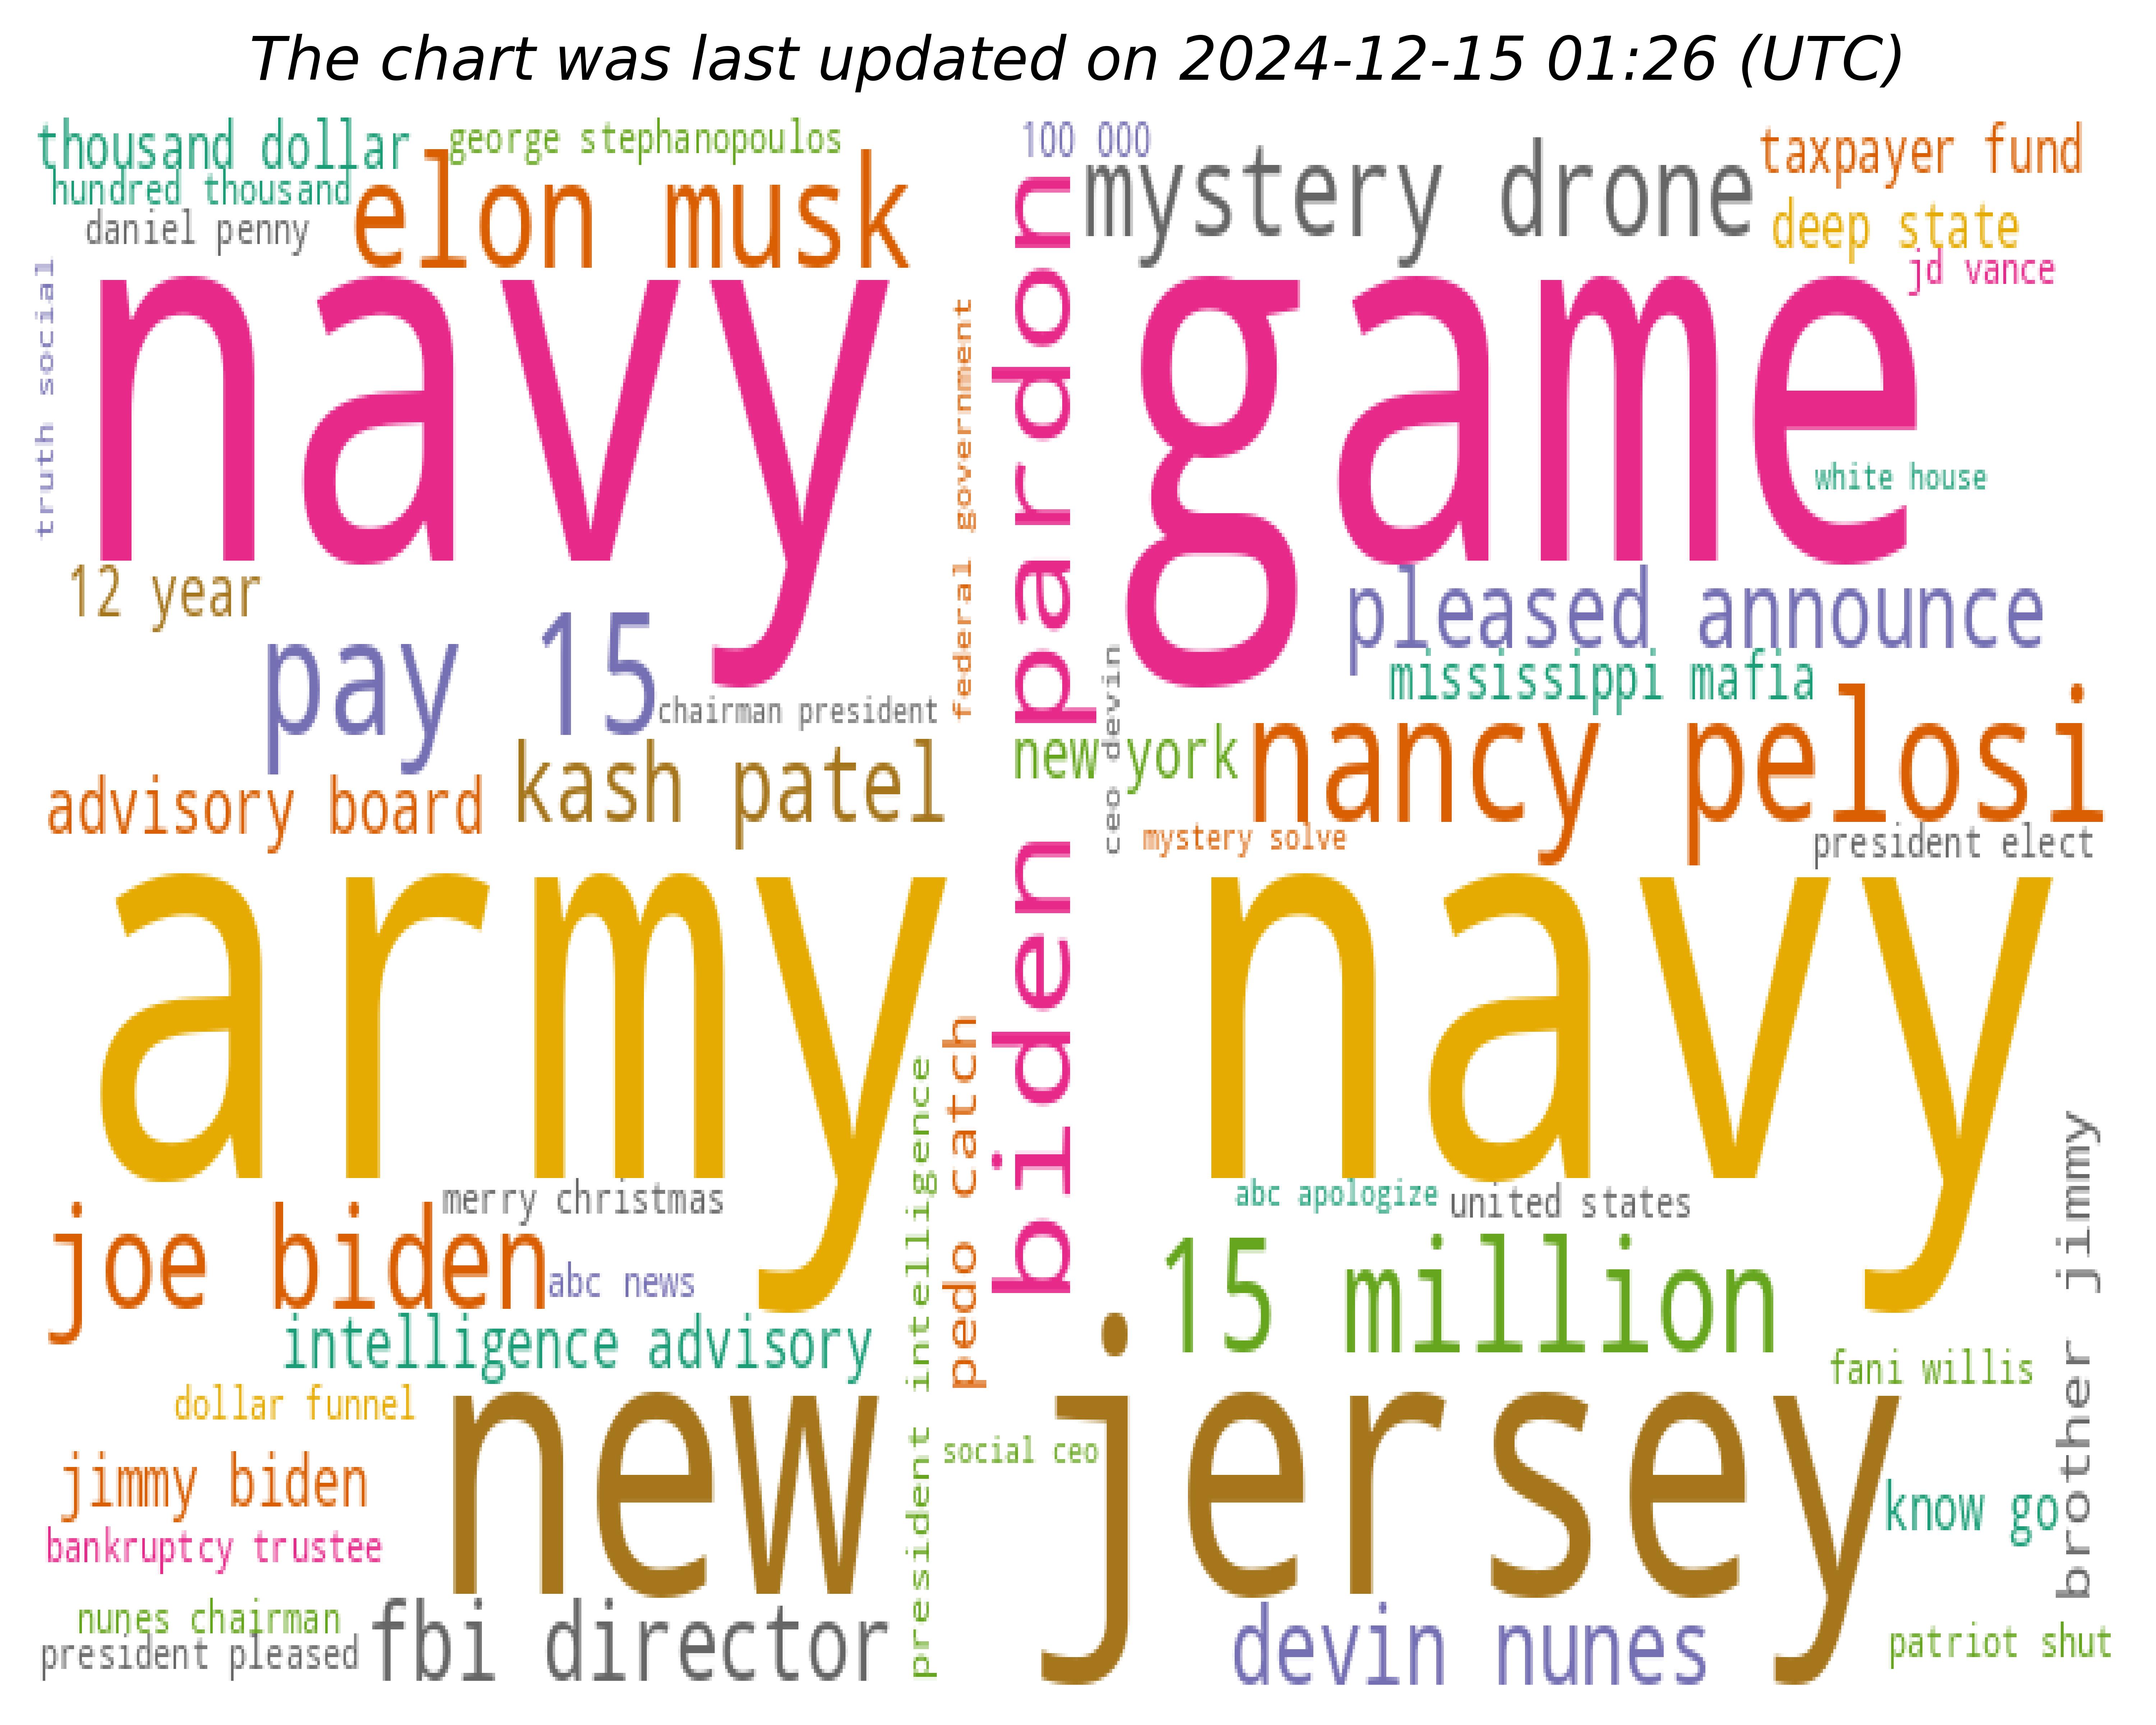 The chart was last updated on 2024-12-15 01:26 (UTC)
thousand dollar
george stephanopoulos
100 000
mystery drone
taxpayer fund
hundred thousand
elon musk
daniel penny
deep state
jd vance
truth social
navy game
federal government
biden pardon
white house
12 year
pleased announce
pay 15
mississippi mafia
chairman president
ceo devin
new york
nancy pelosi
advisory board
kash patel
mystery solve
president elect
army navy
merry christmas
abc apologize
united states
joe biden
abc news
15 million
president intelligence
pedo catch
brother jimmy
intelligence advisory
fani willis
dollar funnel
new jersey
social ceo
jimmy biden
know go
bankruptcy trustee
nunes chairman
fbi director
devin nunes
president pleased
patriot shut